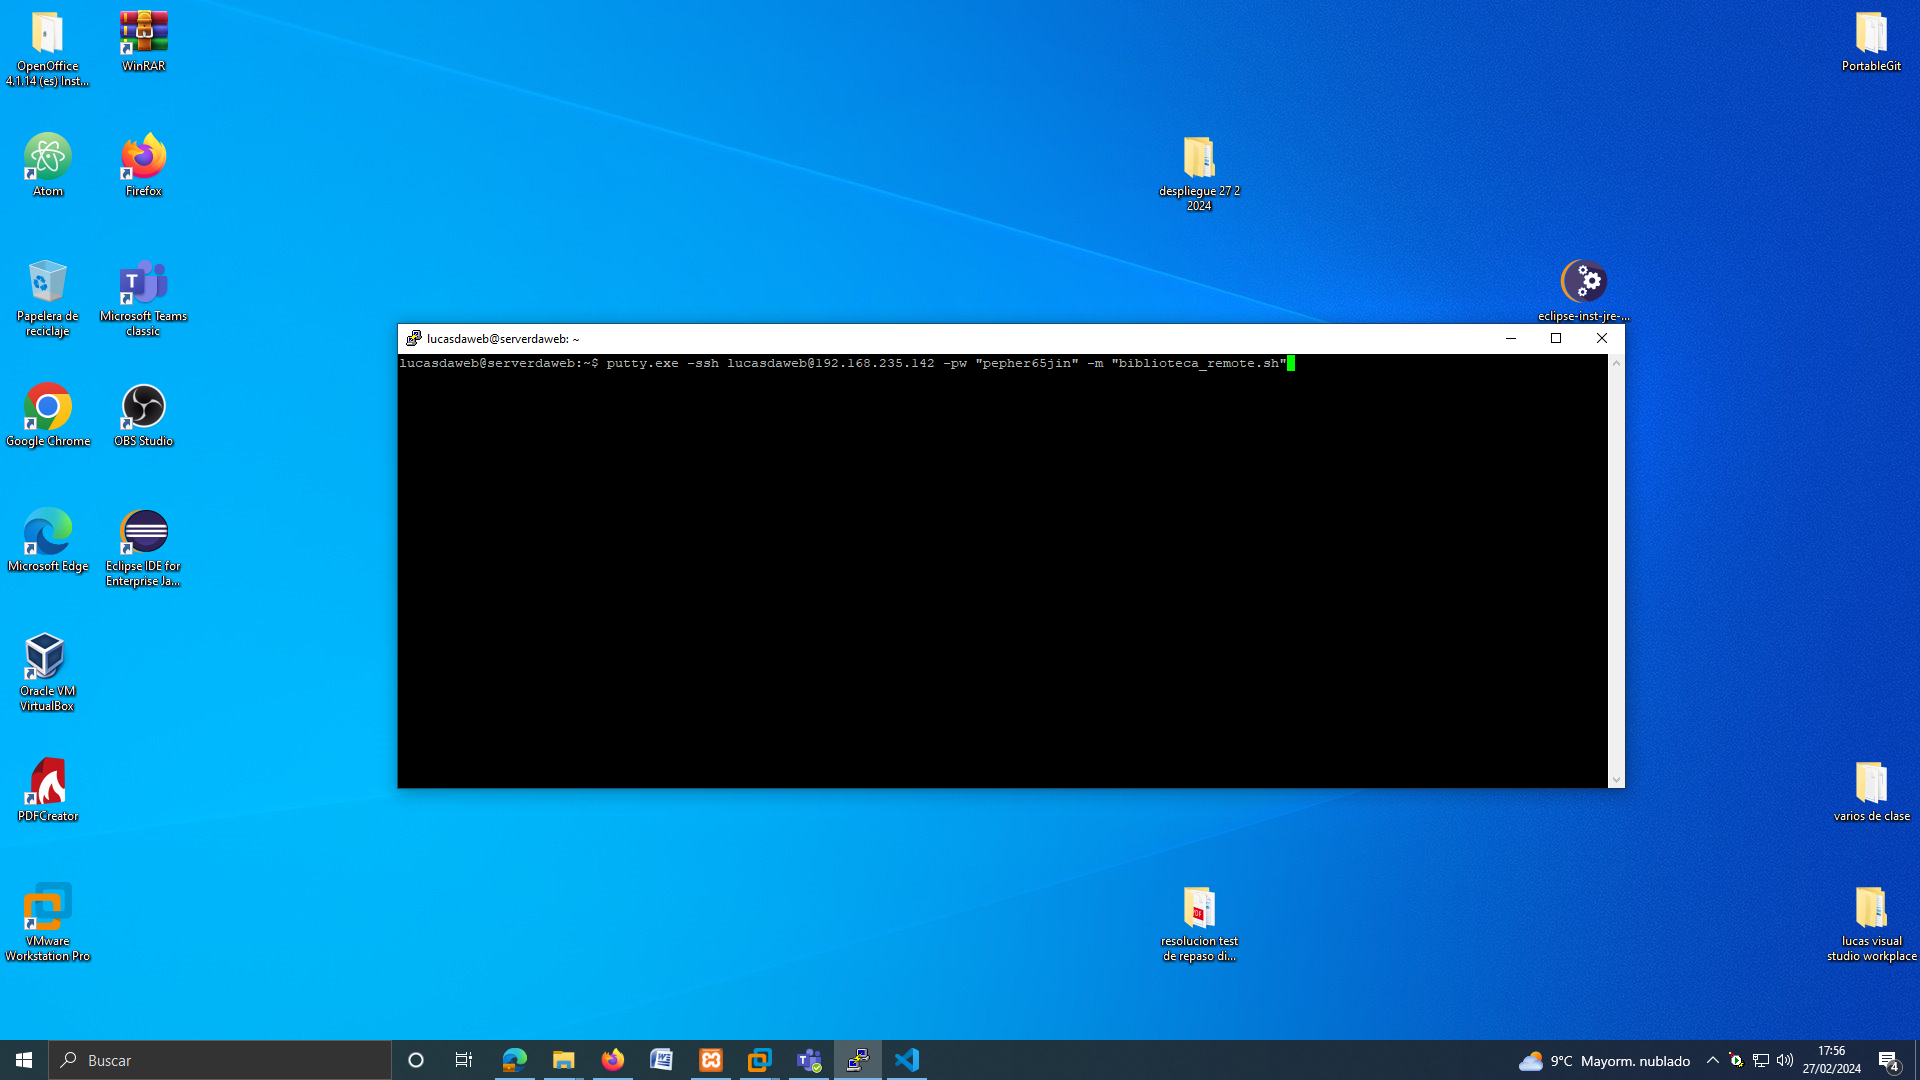 OpenOffice
4.1.14 (es) Inst...
WinRAR
PortableGit
Atom
Firefox
despliegue 27 2
2024
Papelera de
reciclaje
Microsoft Teams
classic
eclipse-inst-jre-...
lucasdaweb@serverdaweb: ~
lucasdaweb@serverdaweb:~$ putty.exe -ssh lucasdaweb@192.168.235.142 -pw "pepher65jin" -m "biblioteca_remote.sh"
Google Chrome
OBS Studio
Microsoft Edge
Eclipse IDE for
Enterprise Ja...
Oracle VM
VirtualBox
PDFCreator
varios de clase
VMware
Workstation Pro
resolucion test
de repaso di...
lucas visual
studio workplace
Buscar
9°C Mayorm. nublado
17:56
27/02/2024
4